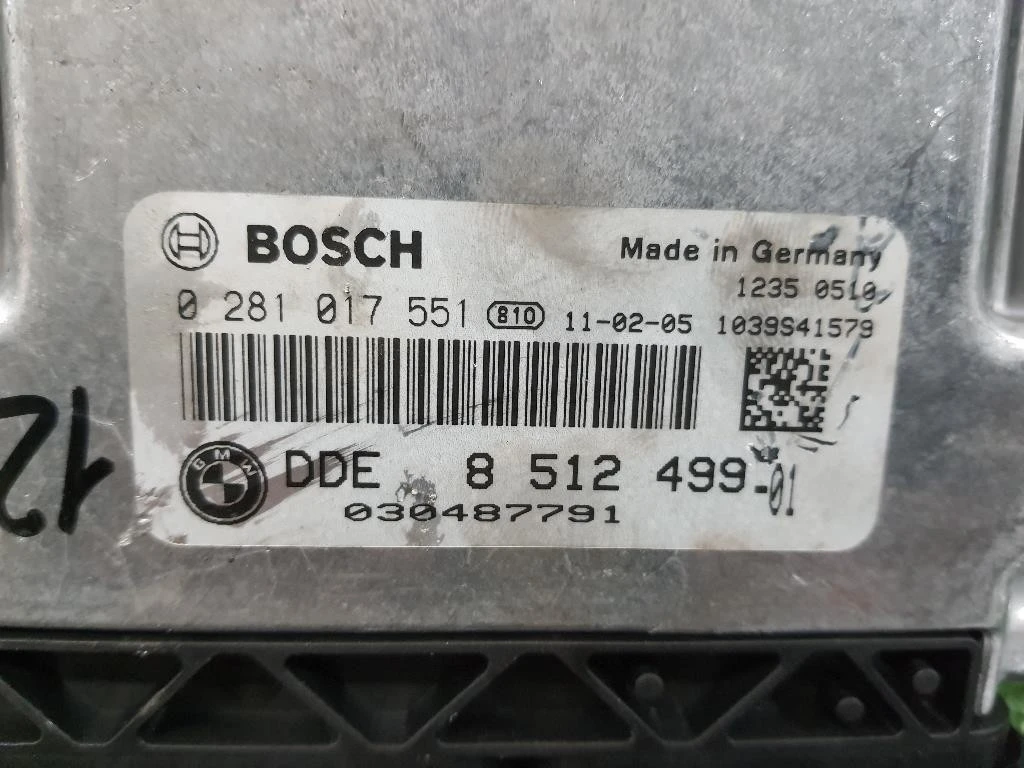 BOSCH
Made in Germany
1235 0510
0 281 017 551 810 11-02-05 1039S41579
BMW DDE 8 512 499-01
030487791
12